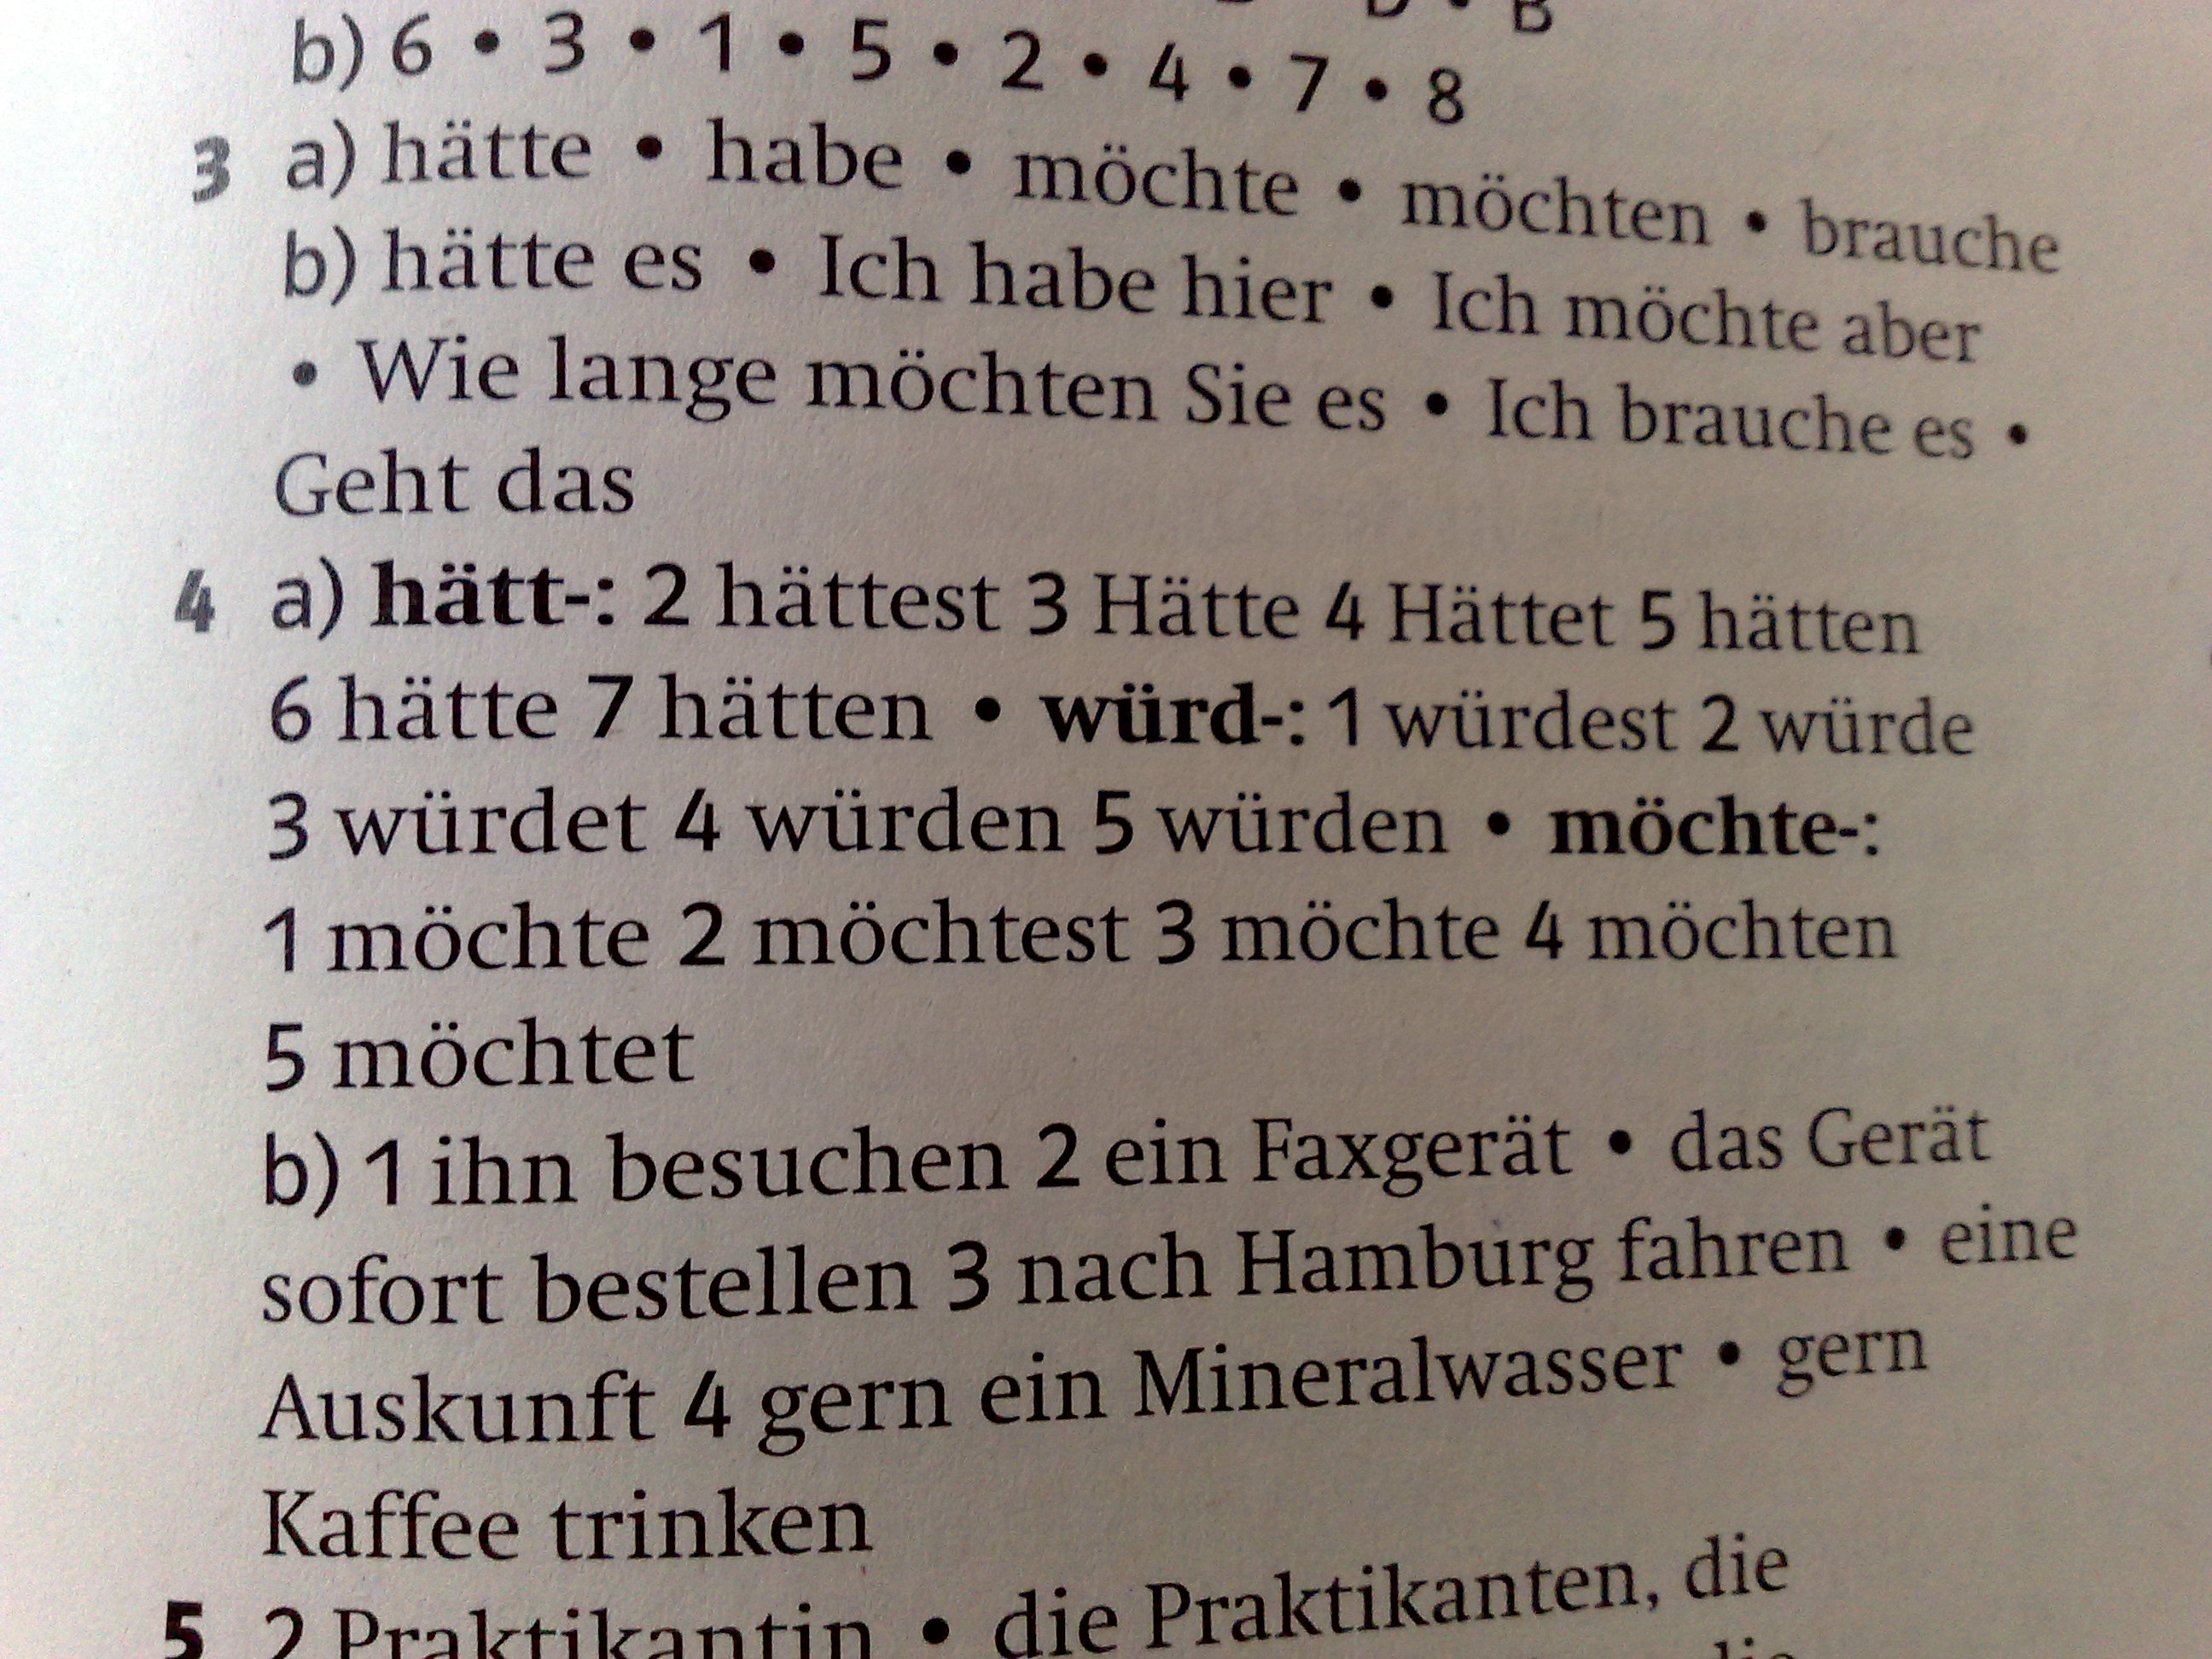 D • B
b) 6 • 3 • 1 • 5 • 2 • 4 • 7 • 8
3 a) hätte • habe • möchte • möchten • brauche
b) hätte es • Ich habe hier • Ich möchte aber
• Wie lange möchten Sie es • Ich brauche es •
Geht das
4 a) hätt-: 2 hättest 3 Hätte 4 Hättet 5 hätten
6 hätte 7 hätten • würd-: 1 würdest 2 würde
3 würdet 4 würden 5 würden • möchte-:
1 möchte 2 möchtest 3 möchte 4 möchten
5 möchtet
b) 1 ihn besuchen 2 ein Faxgerät • das Gerät
sofort bestellen 3 nach Hamburg fahren • eine
Auskunft 4 gern ein Mineralwasser • gern
Kaffee trinken
5 2 Praktikantin • die Praktikanten, die
die